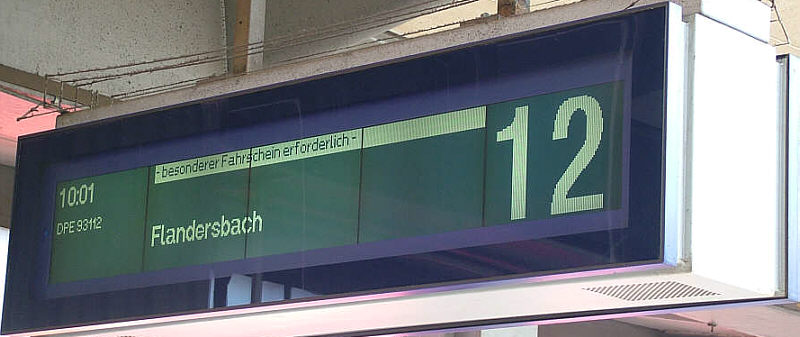 - besonderer Fahrschein erforderlich -
10:01
DPE 93112
Flandersbach
12